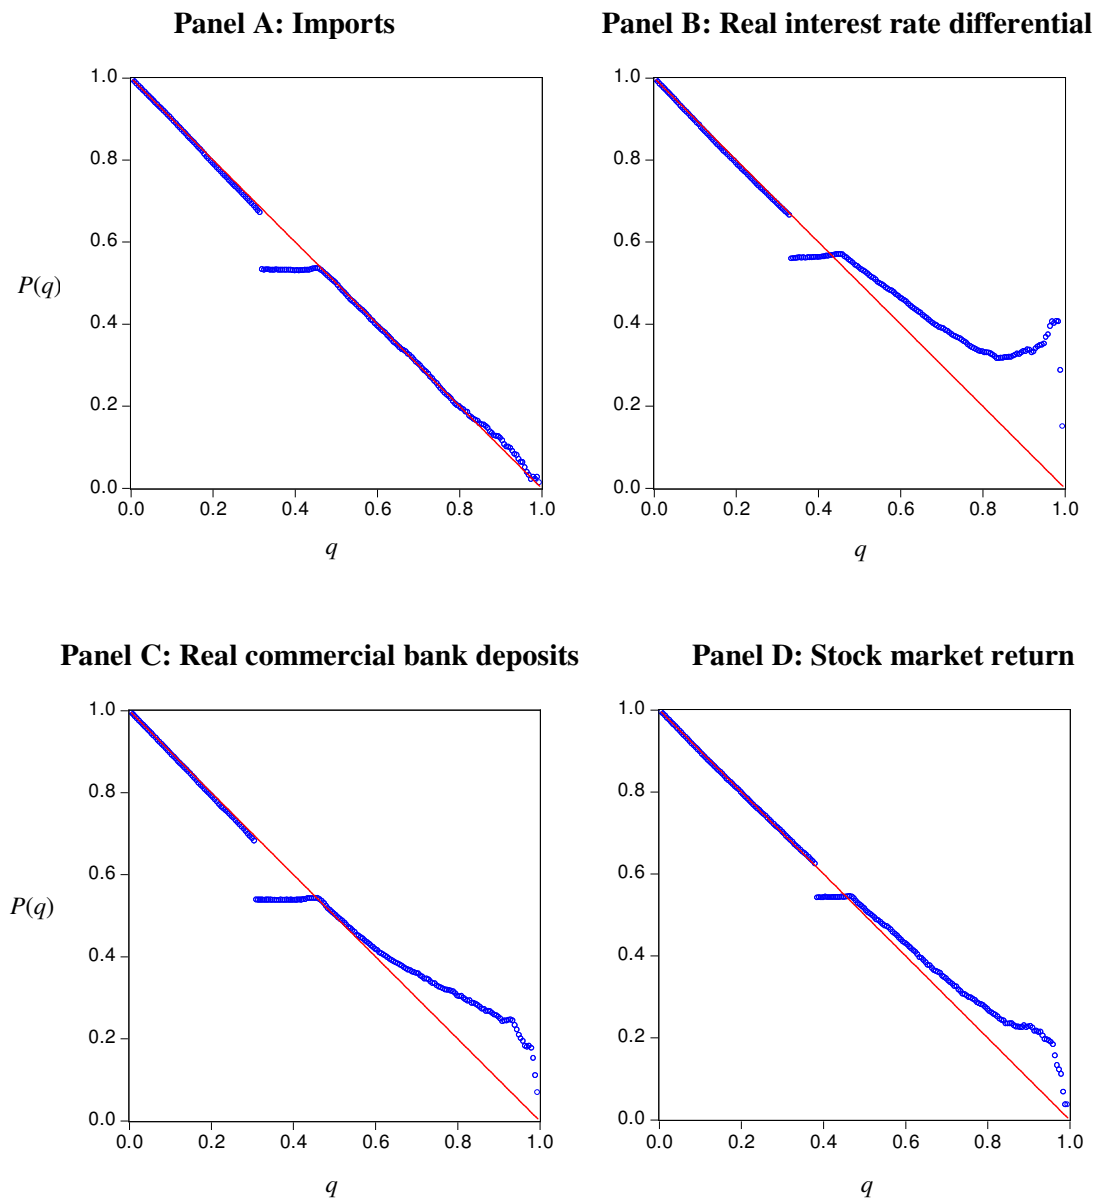 Panel A: Imports
Panel B: Real interest rate differential
1.0
0.8
0.6
0.4
0.2
0.0
0.0 0.2 0.4 0.6 0.8 1.0
P(q)
q
1.0
0.8
0.6
0.4
0.2
0.0
0.0 0.2 0.4 0.6 0.8 1.0
q
Panel C: Real commercial bank deposits
Panel D: Stock market return
1.0
0.8
0.6
0.4
0.2
0.0
0.0 0.2 0.4 0.6 0.8 1.0
P(q)
q
1.0
0.8
0.6
0.4
0.2
0.0
0.0 0.2 0.4 0.6 0.8 1.0
q